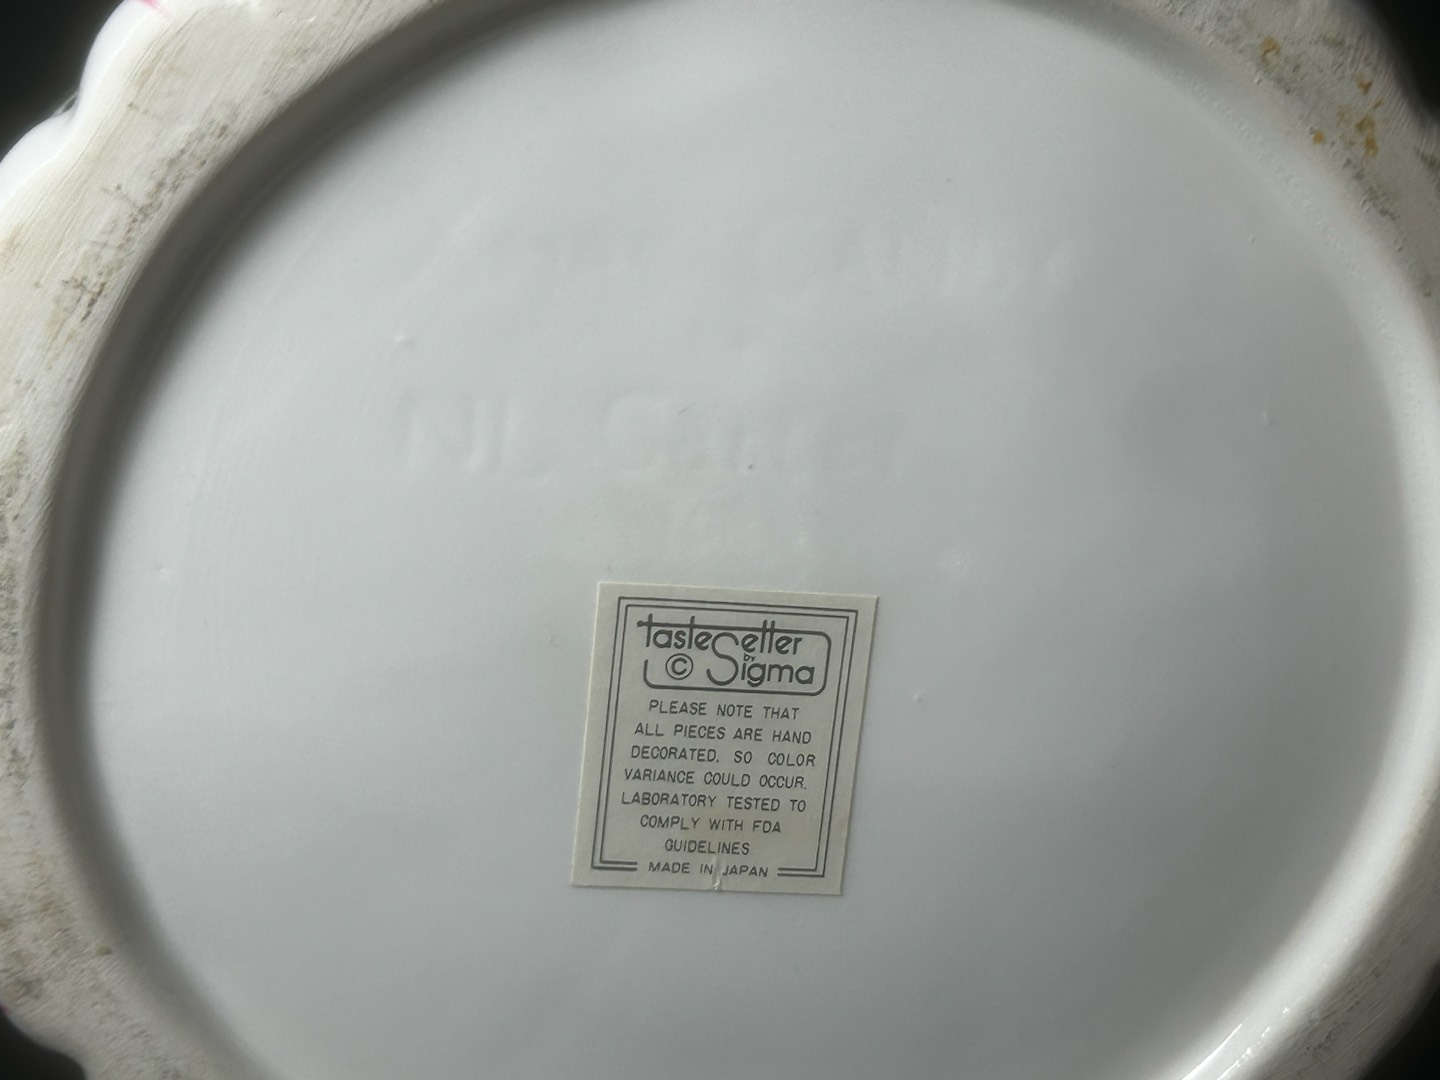 tasteSetter
by
© Sigma
PLEASE NOTE THAT
ALL PIECES ARE HAND
DECORATED, SO COLOR
VARIANCE COULD OCCUR.
LABORATORY TESTED TO
COMPLY WITH FDA
GUIDELINES
MADE IN JAPAN